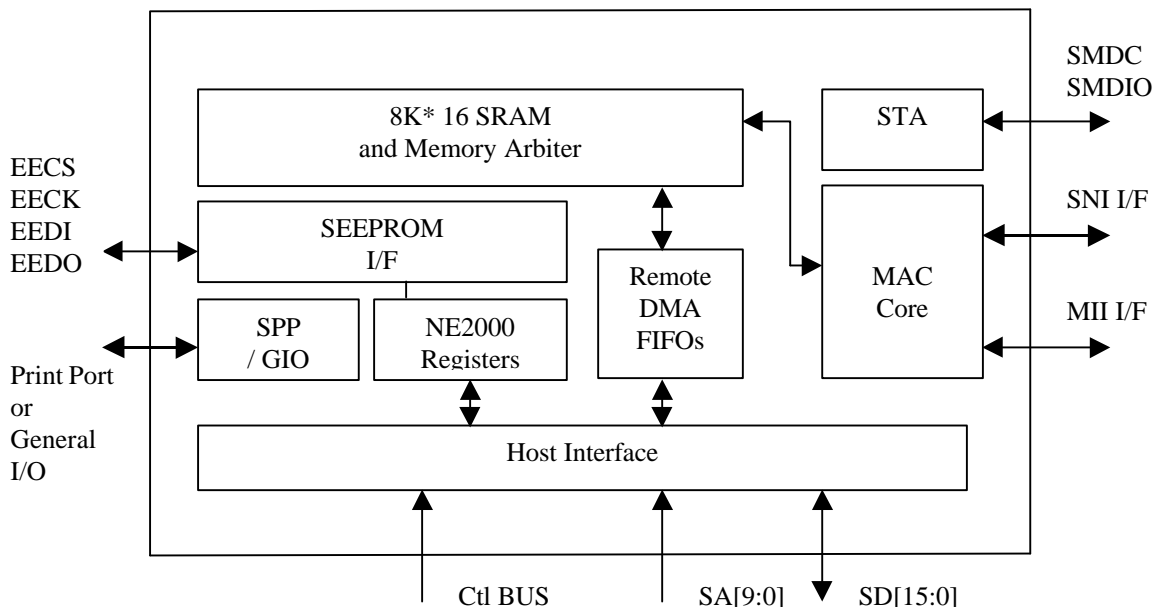 SMDC
SMDIO
8K* 16 SRAM
and Memory Arbiter
STA
EECS
EECK
EEDI
EEDO
SEEPROM
I/F
SNI I/F
Remote
DMA
FIFOs
MAC
Core
SPP
/ GIO
NE2000
Registers
MII I/F
Print Port
or
General
I/O
Host Interface
Ctl BUS
SA[9:0]
SD[15:0]